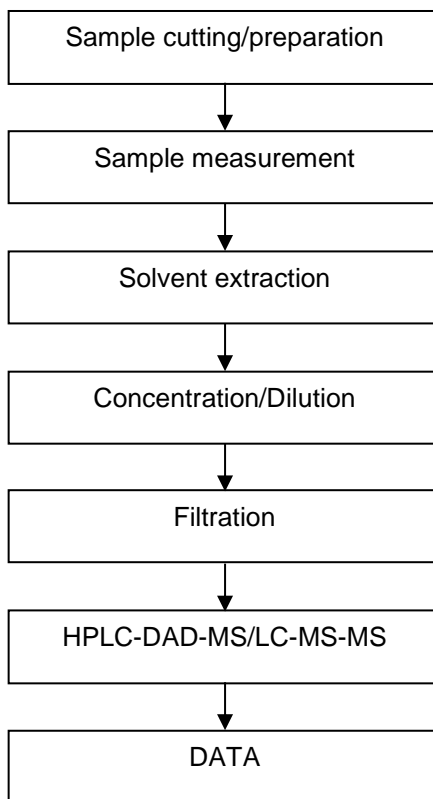 Sample cutting/preparation
Sample measurement
Solvent extraction
Concentration/Dilution
Filtration
HPLC-DAD-MS/LC-MS-MS
DATA